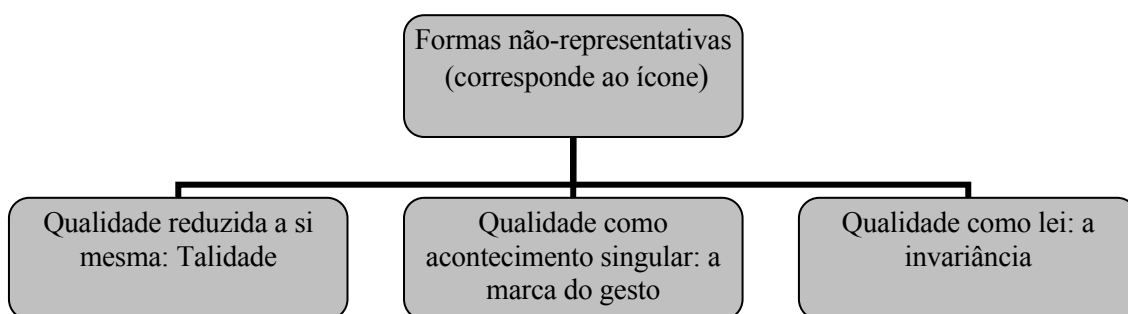 Formas não-representativas
(corresponde ao ícone)
Qualidade reduzida a si
mesma: Talidade
Qualidade como
acontecimento singular: a
marca do gesto
Qualidade como lei: a
invariância